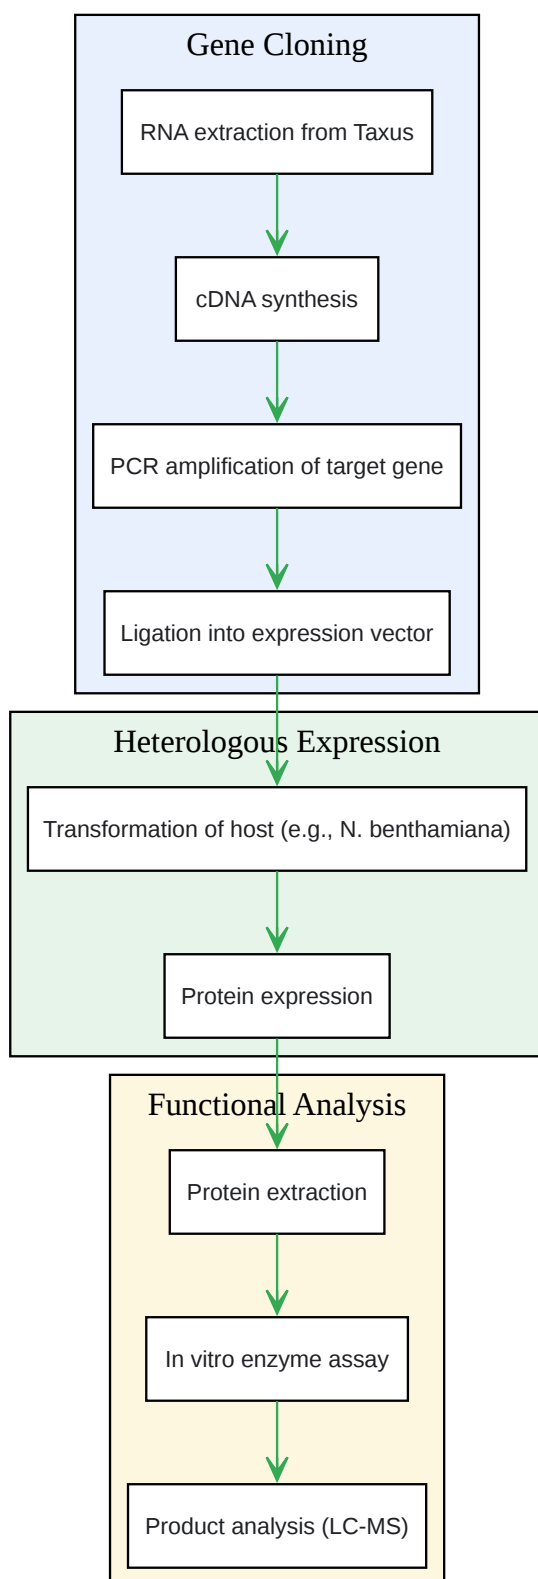 Gene Cloning
RNA extraction from Taxus
cDNA synthesis
PCR amplification of target gene
Ligation into expression vector
Heterologous Expression
Transformation of host (e.g., N. benthamiana)
Protein expression
Functional Analysis
Protein extraction
In vitro enzyme assay
Product analysis (LC-MS)